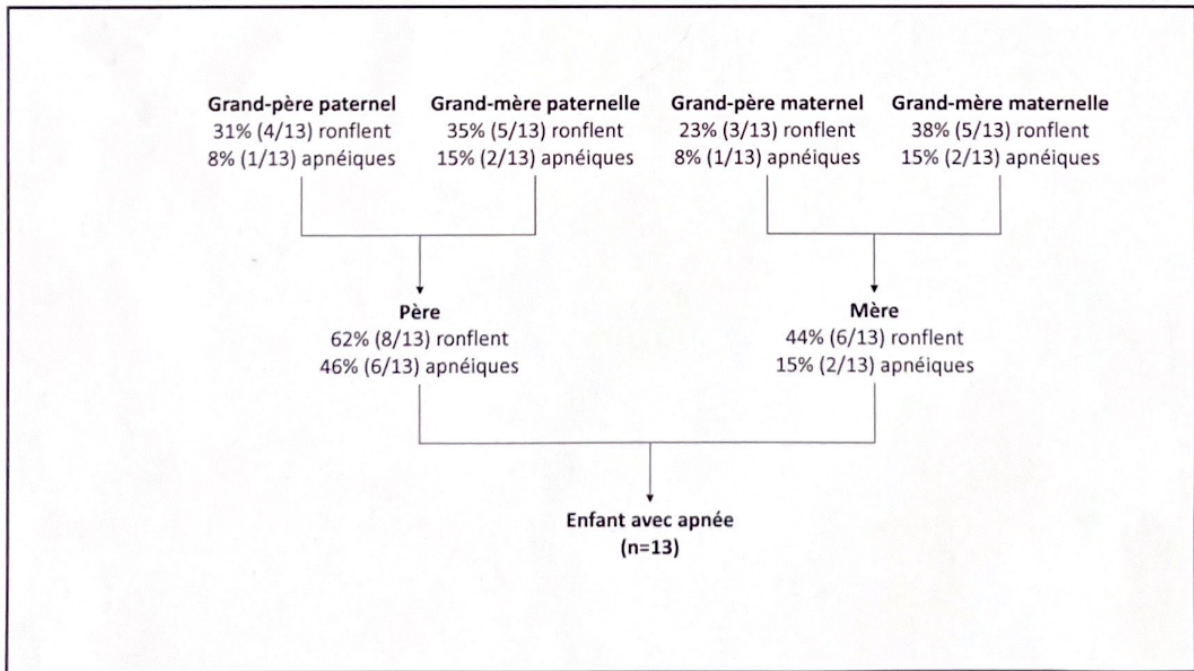 Grand-père paternel
31% (4/13) ronflent
8% (1/13) apnéiques
Grand-mère paternelle
35% (5/13) ronflent
15% (2/13) apnéiques
Grand-père maternel
23% (3/13) ronflent
8% (1/13) apnéiques
Grand-mère maternelle
38% (5/13) ronflent
15% (2/13) apnéiques
Père
62% (8/13) ronflent
46% (6/13) apnéiques
Mère
44% (6/13) ronflent
15% (2/13) apnéiques
Enfant avec apnée
(n=13)